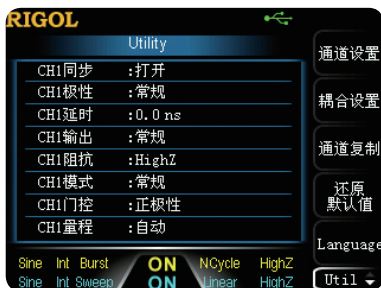 RIGOL
Utility
CH1同步 :打开
CH1极性 :常规
CH1延时 :0.0 ns
CH1输出 :常规
CH1阻抗 :HighZ
CH1模式 :常规
CH1门控 :正极性
CH1量程 :自动
通道设置
耦合设置
通道复制
还原
默认值
Language
Util
Sine Int Burst ON NCycle HighZ
Sine Int Sweep ON Linear HighZ